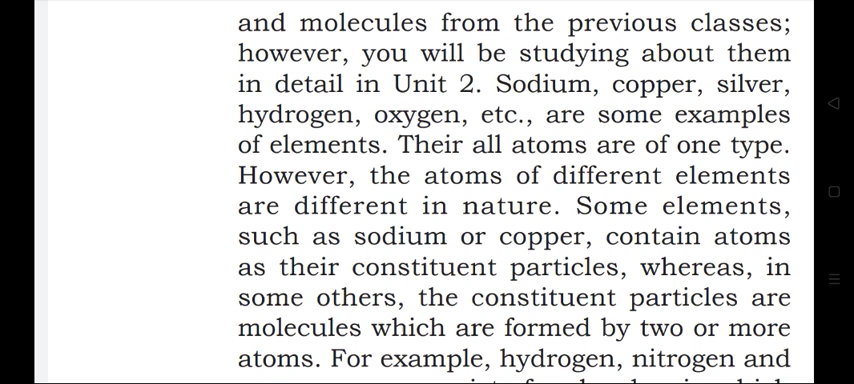 and molecules from the previous classes;
however, you will be studying about them
in detail in Unit 2. Sodium, copper, silver,
hydrogen, oxygen, etc., are some examples
of elements. Their all atoms are of one type.
However, the atoms of different elements
are different in nature. Some elements,
such as sodium or copper, contain atoms
as their constituent particles, whereas, in
some others, the constituent particles are
molecules which are formed by two or more
atoms. For example, hydrogen, nitrogen and